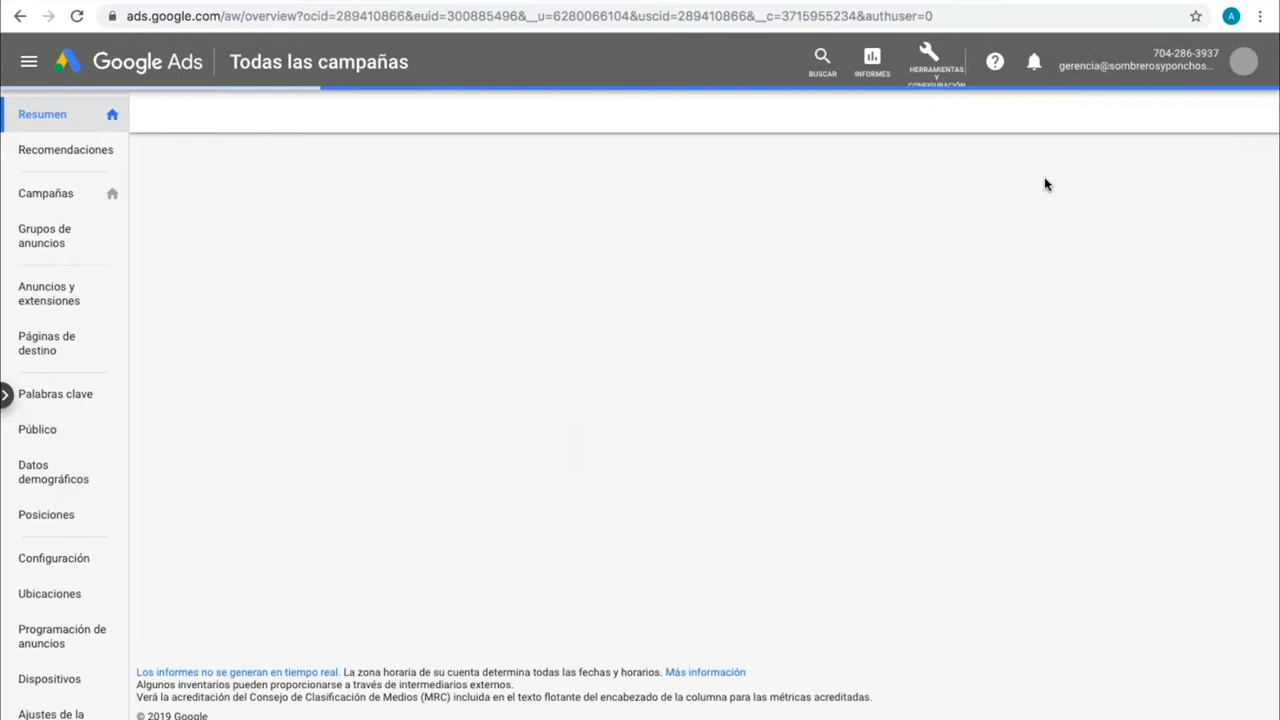 ads.google.com/aw/overview?ocid=289410866&euid=300885496&__u=6280066104&uscid=289410866&__c=3715955234&authuser=0
A
Google Ads
Todas las campañas
BUSCAR
INFORMES
HERRAMIENTAS
Y
CONFIGURACIÓN
704-286-3937
gerencia@sombrerosyponchos...
Resumen
Recomendaciones
Campañas
Grupos de
anuncios
Anuncios y
extensiones
Páginas de
destino
Palabras clave
Público
Datos
demográficos
Posiciones
Configuración
Ubicaciones
Programación de
anuncios
Dispositivos
Ajustes de la
Los informes no se generan en tiempo real. La zona horaria de su cuenta determina todas las fechas y horarios. Más información
Algunos inventarios pueden proporcionarse a través de intermediarios externos.
Verá la acreditación del Consejo de Clasificación de Medios (MRC) incluida en el texto flotante del encabezado de la columna para las métricas acreditadas.
© 2019 Google